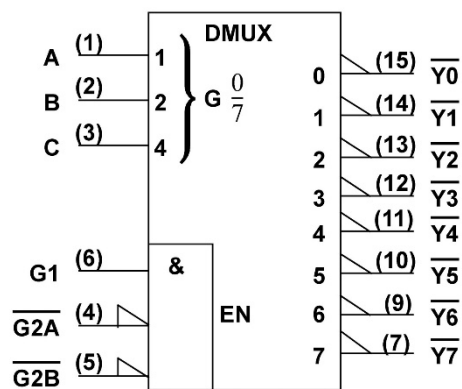 DMUX
A (1) 1
B (2) 2
C (3) 4
} G 0/7
G1 (6) &
G2A (4)
G2B (5)
EN
0 (15) Y0
1 (14) Y1
2 (13) Y2
3 (12) Y3
4 (11) Y4
5 (10) Y5
6 (9) Y6
7 (7) Y7